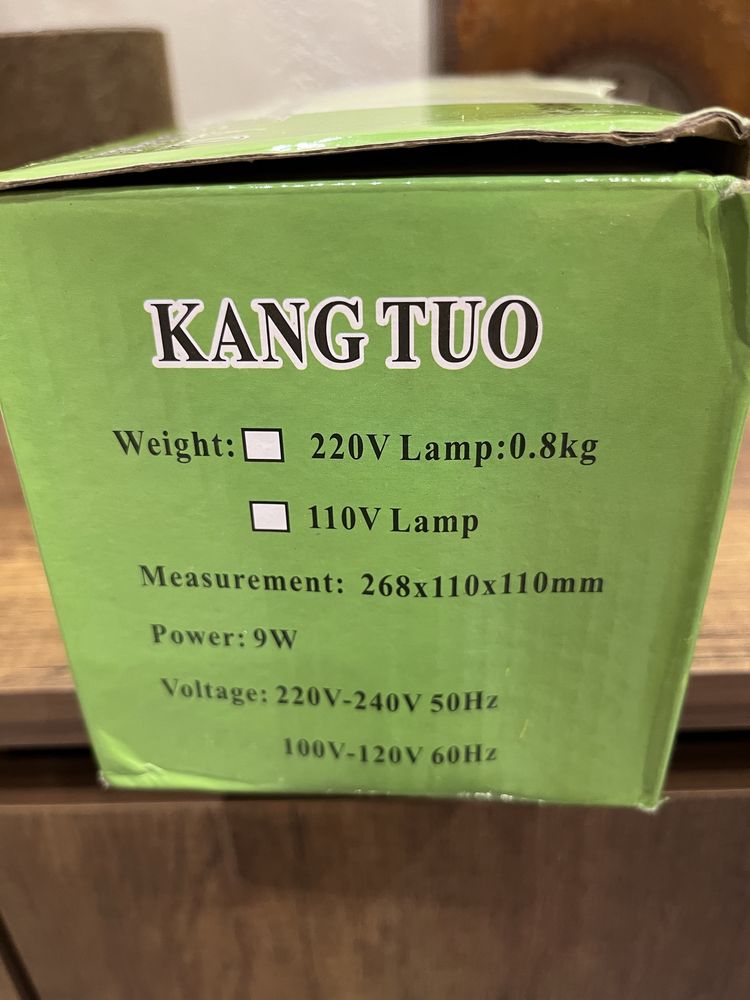 KANG TUO
Weight: 220V Lamp:0.8kg
110V Lamp
Measurement: 268x110x110mm
Power: 9W
Voltage: 220V-240V 50Hz
100V-120V 60Hz